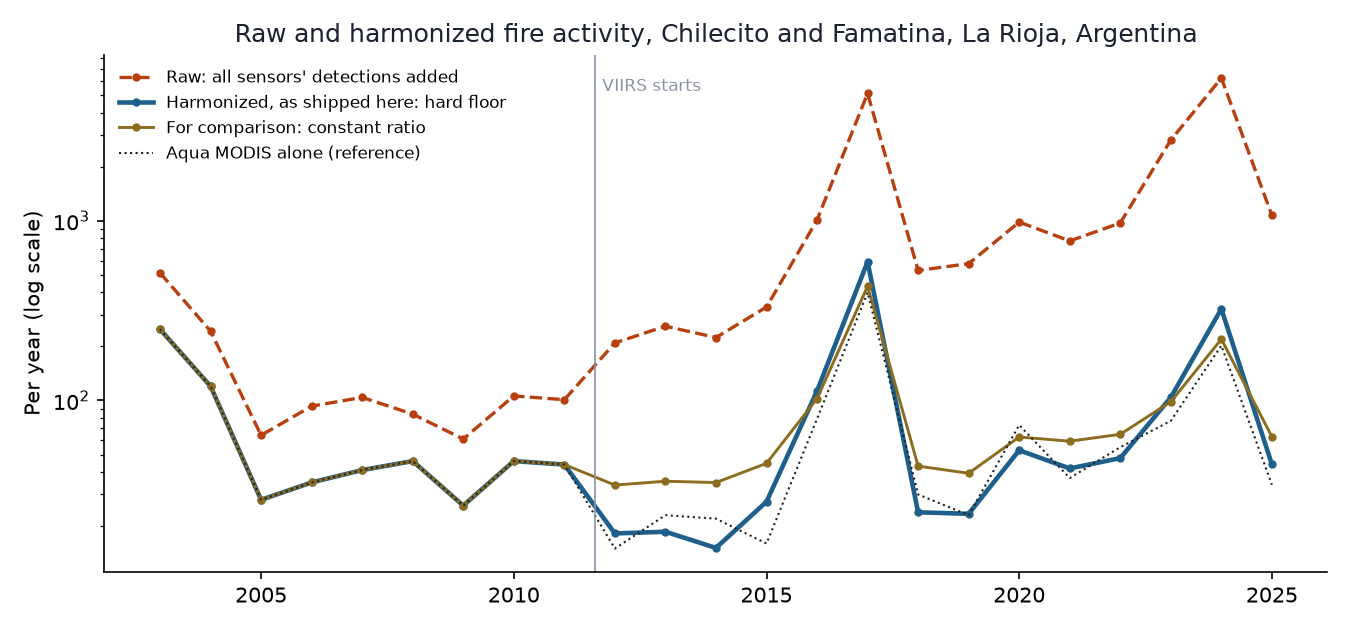 Raw and harmonized fire activity, Chilecito and Famatina, La Rioja, Argentina
Raw: all sensors' detections added
Harmonized, as shipped here: hard floor
For comparison: constant ratio
Aqua MODIS alone (reference)
VIIRS starts
Per year (log scale)
10³
10²
2005
2010
2015
2020
2025